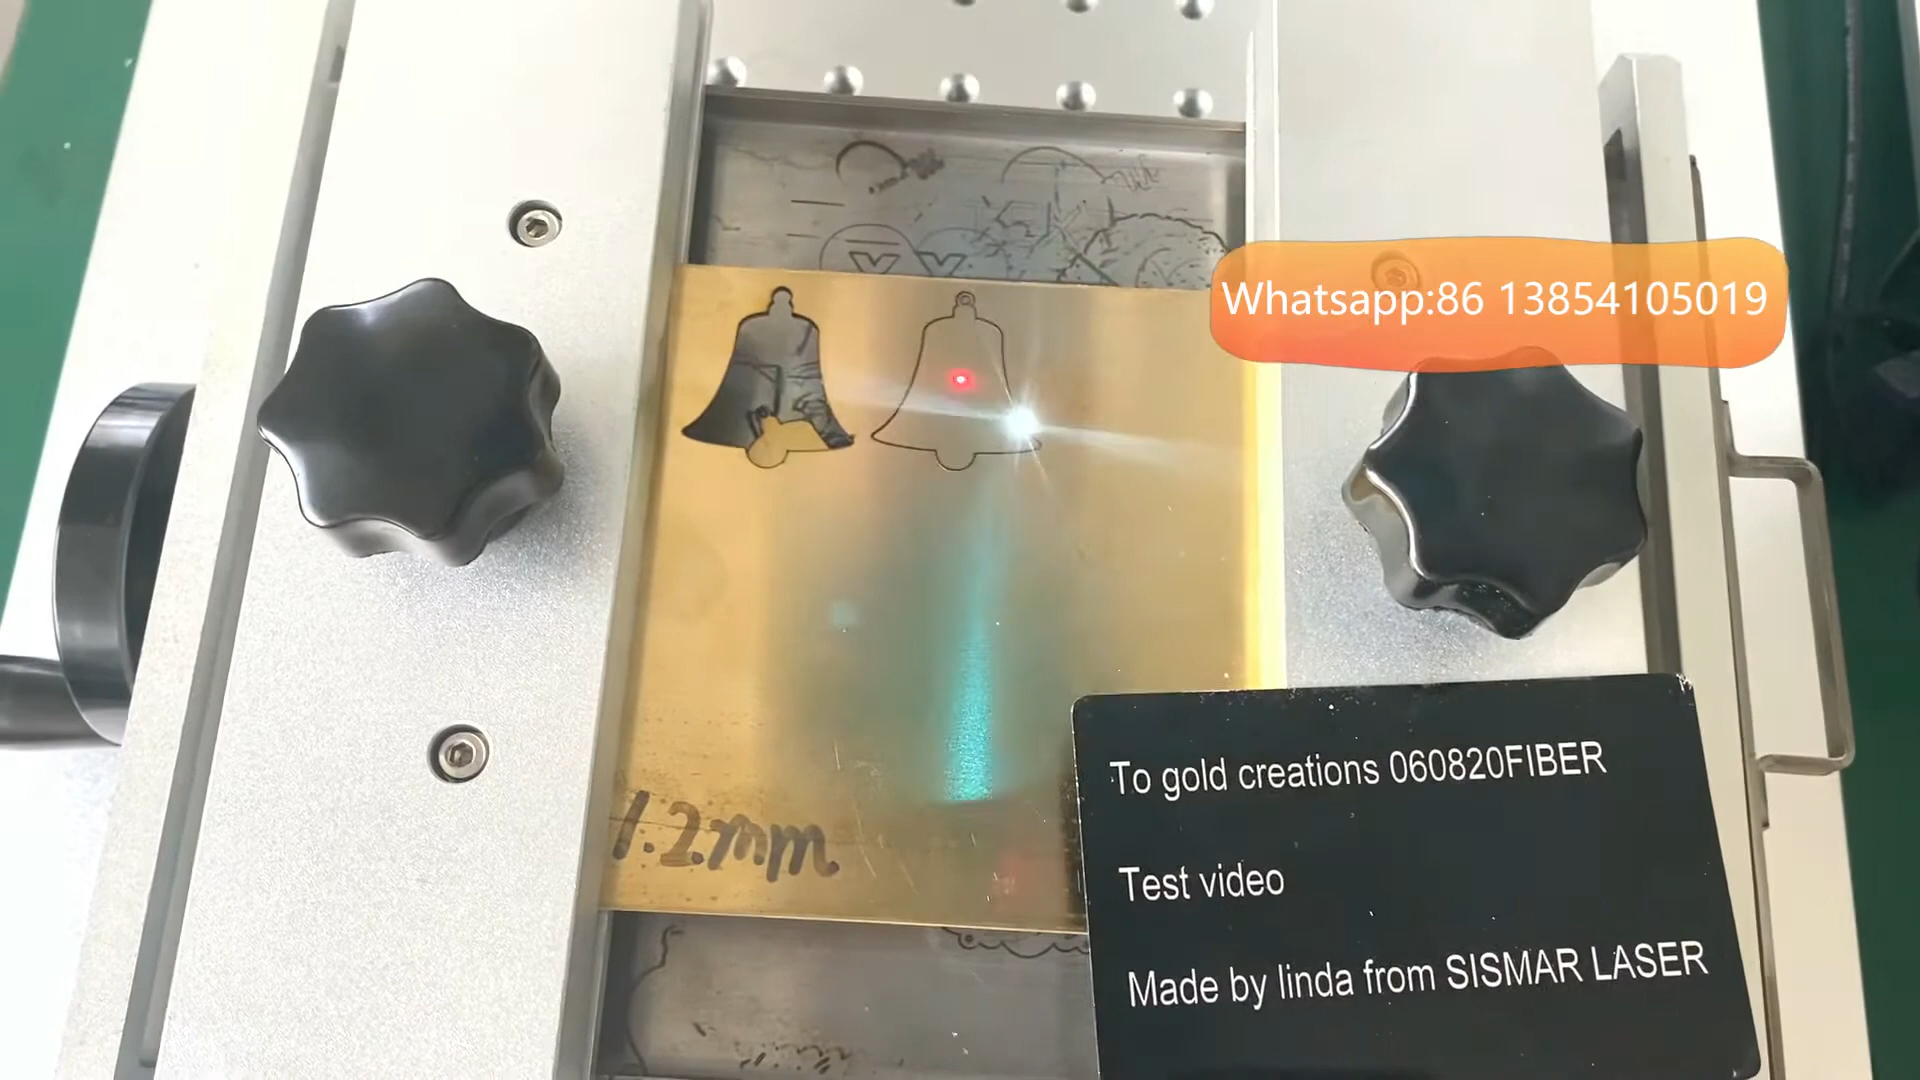 Whatsapp:86 13854105019
To gold creations 060820FIBER
Test video
Made by linda from SISMAR LASER
1.2mm